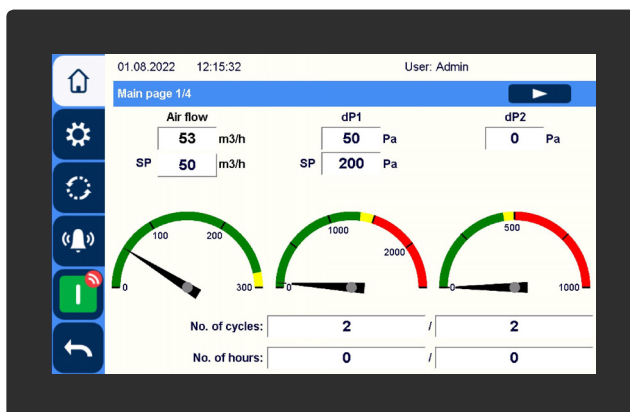 01.08.2022 12:15:32 User: Admin
Main page 1/4
Air flow dP1 dP2
53 m3/h 50 Pa 0 Pa
SP 50 m3/h SP 200 Pa
0 100 200 300
0 1000 2000
0 500 1000
No. of cycles: 2 / 2
No. of hours: 0 / 0